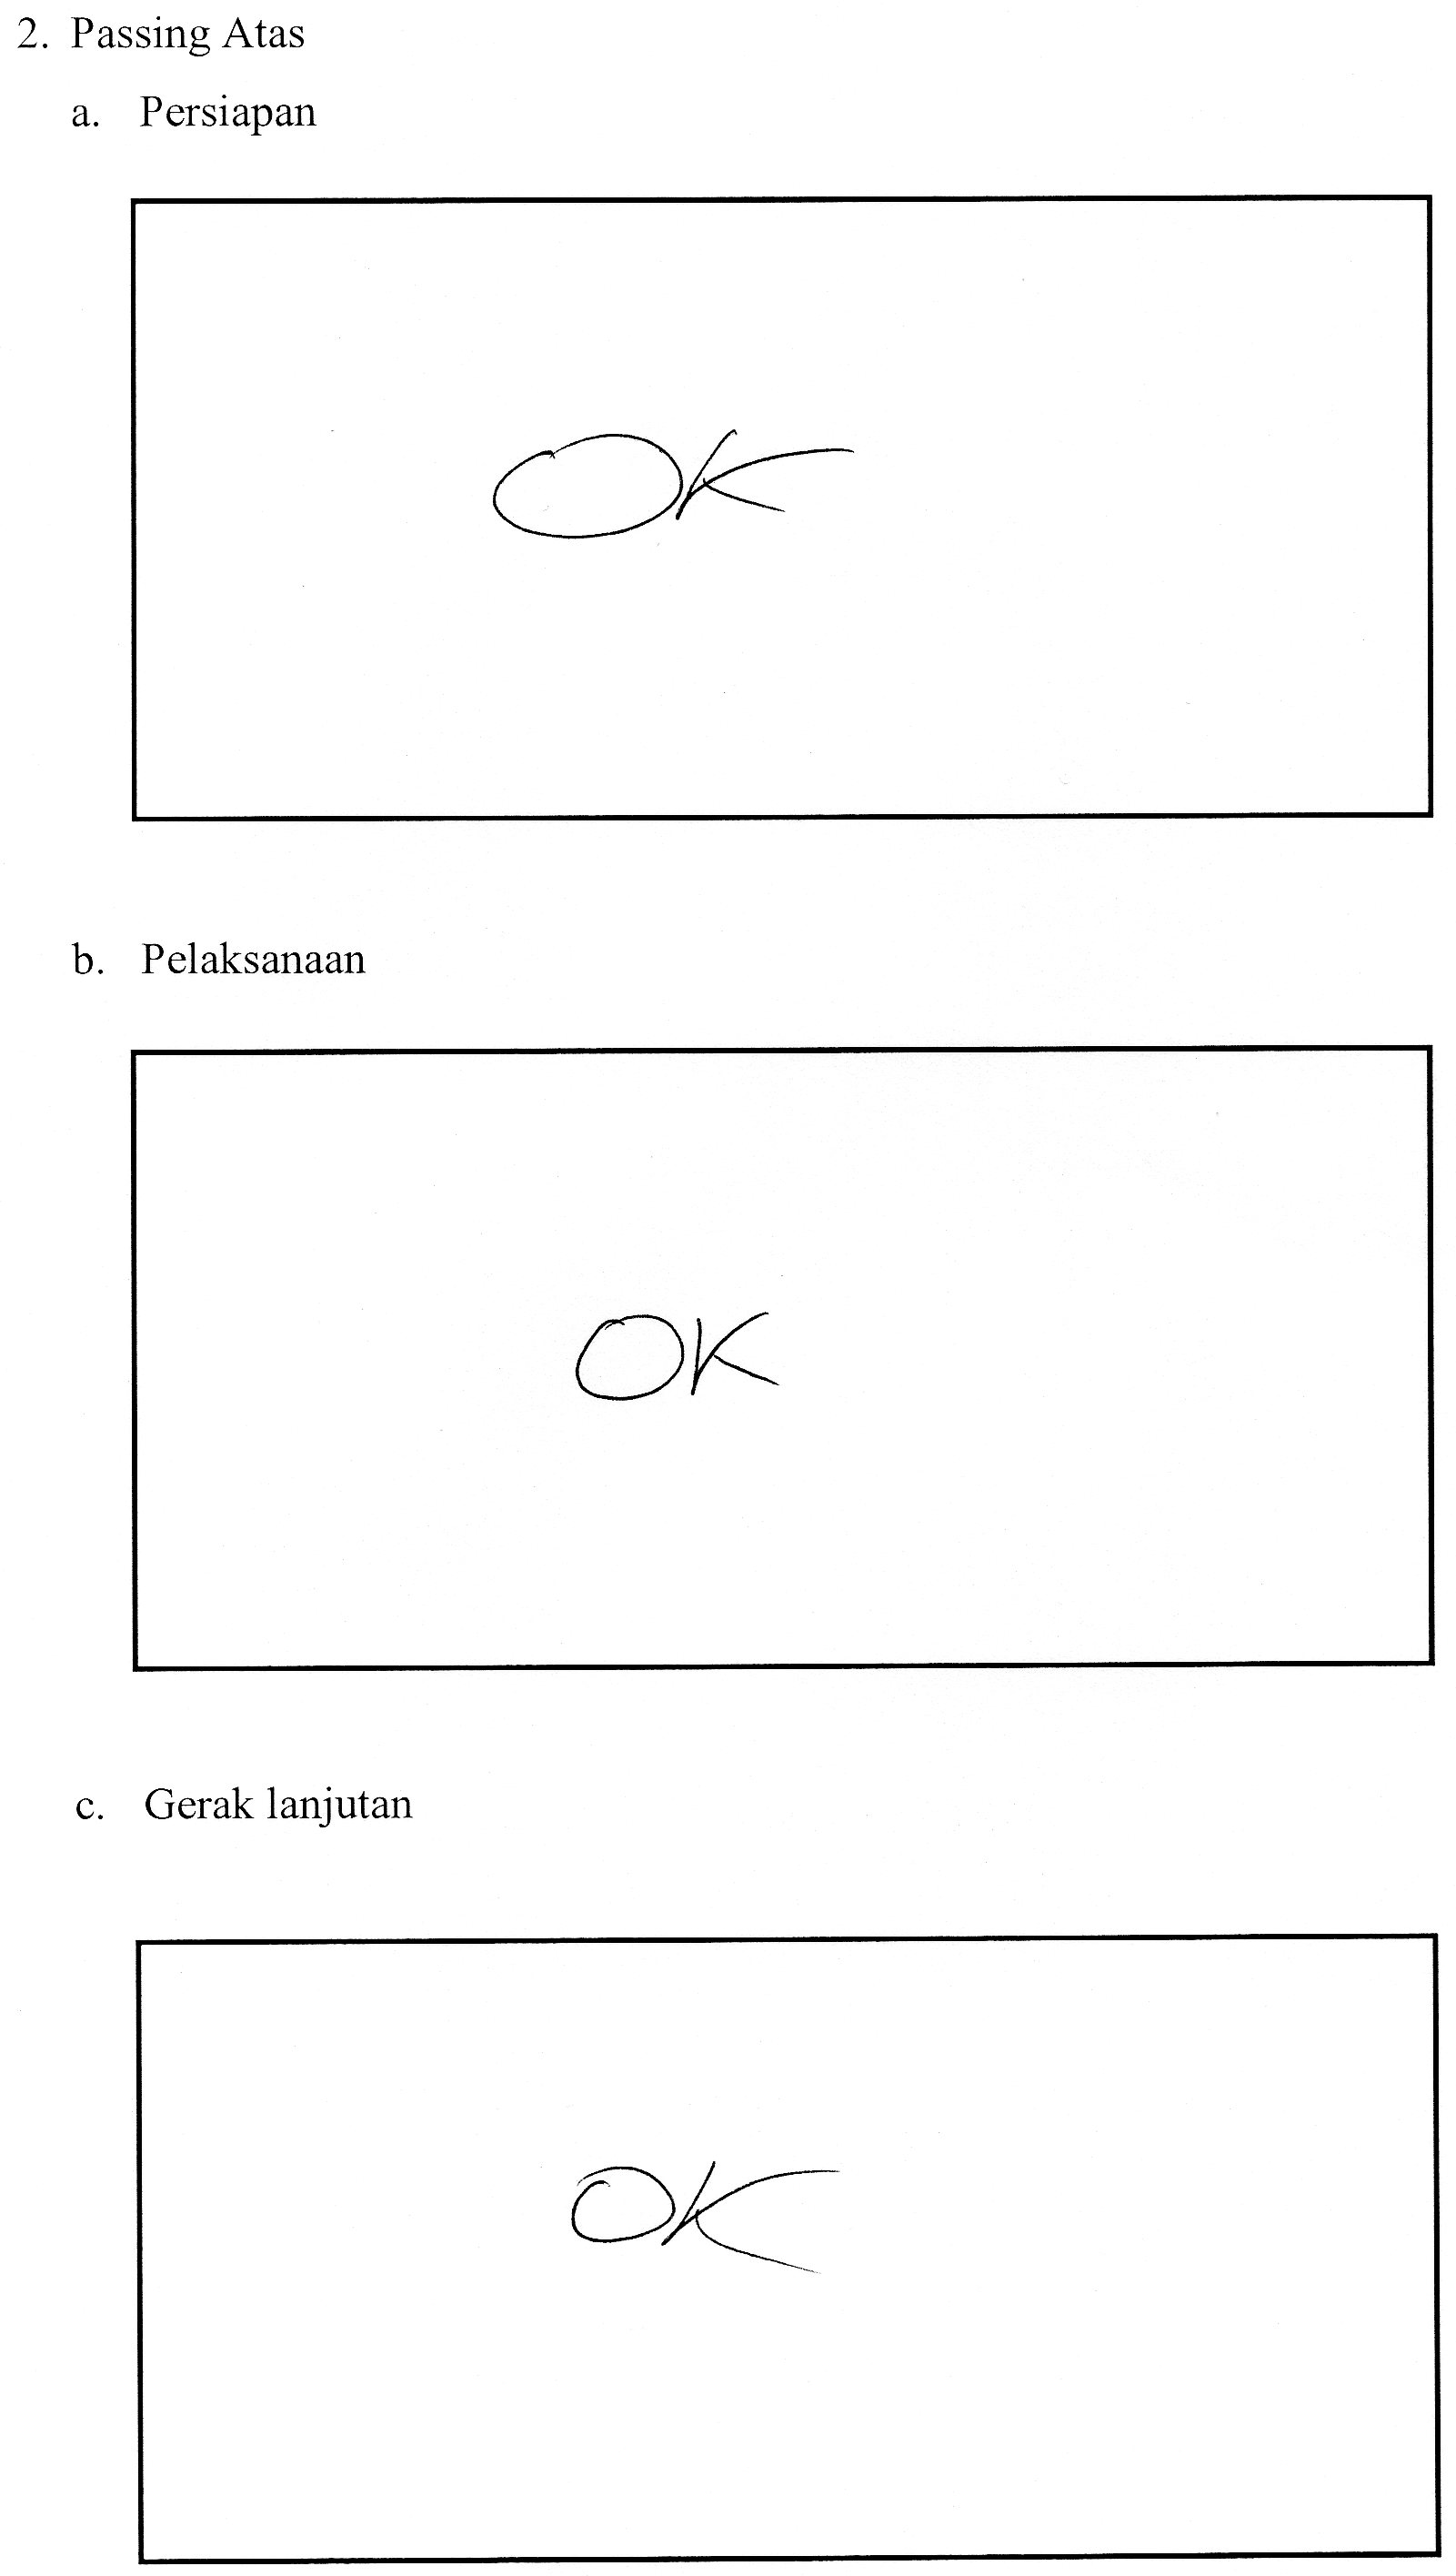 2. Passing Atas
a. Persiapan
OK
b. Pelaksanaan
OK
c. Gerak lanjutan
OK